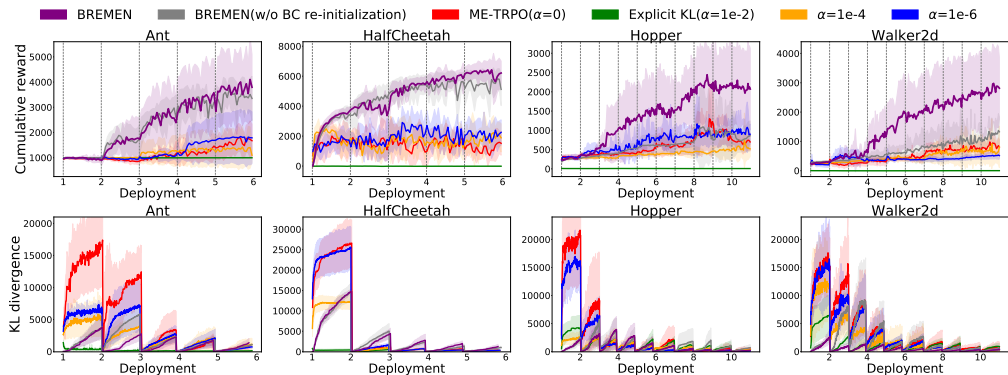 BREMEN BREMEN(w/o BC re-initialization) ME-TRPO(α=0) Explicit KL(α=1e-2) α=1e-4 α=1e-6
Ant HalfCheetah Hopper Walker2d
Cumulative reward
5000 4000 3000 2000 1000
8000 6000 4000 2000 0
3000 2500 2000 1500 1000 500 0
4000 3000 2000 1000 0
1 2 3 4 5 6
1 2 3 4 5 6
2 4 6 8 10
2 4 6 8 10
Deployment Deployment Deployment Deployment
Ant HalfCheetah Hopper Walker2d
KL divergence
20000 15000 10000 5000 0
30000 25000 20000 15000 10000 5000 0
20000 15000 10000 5000 0
20000 15000 10000 5000 0
1 2 3 4 5 6
1 2 3 4 5 6
2 4 6 8 10
2 4 6 8 10
Deployment Deployment Deployment Deployment